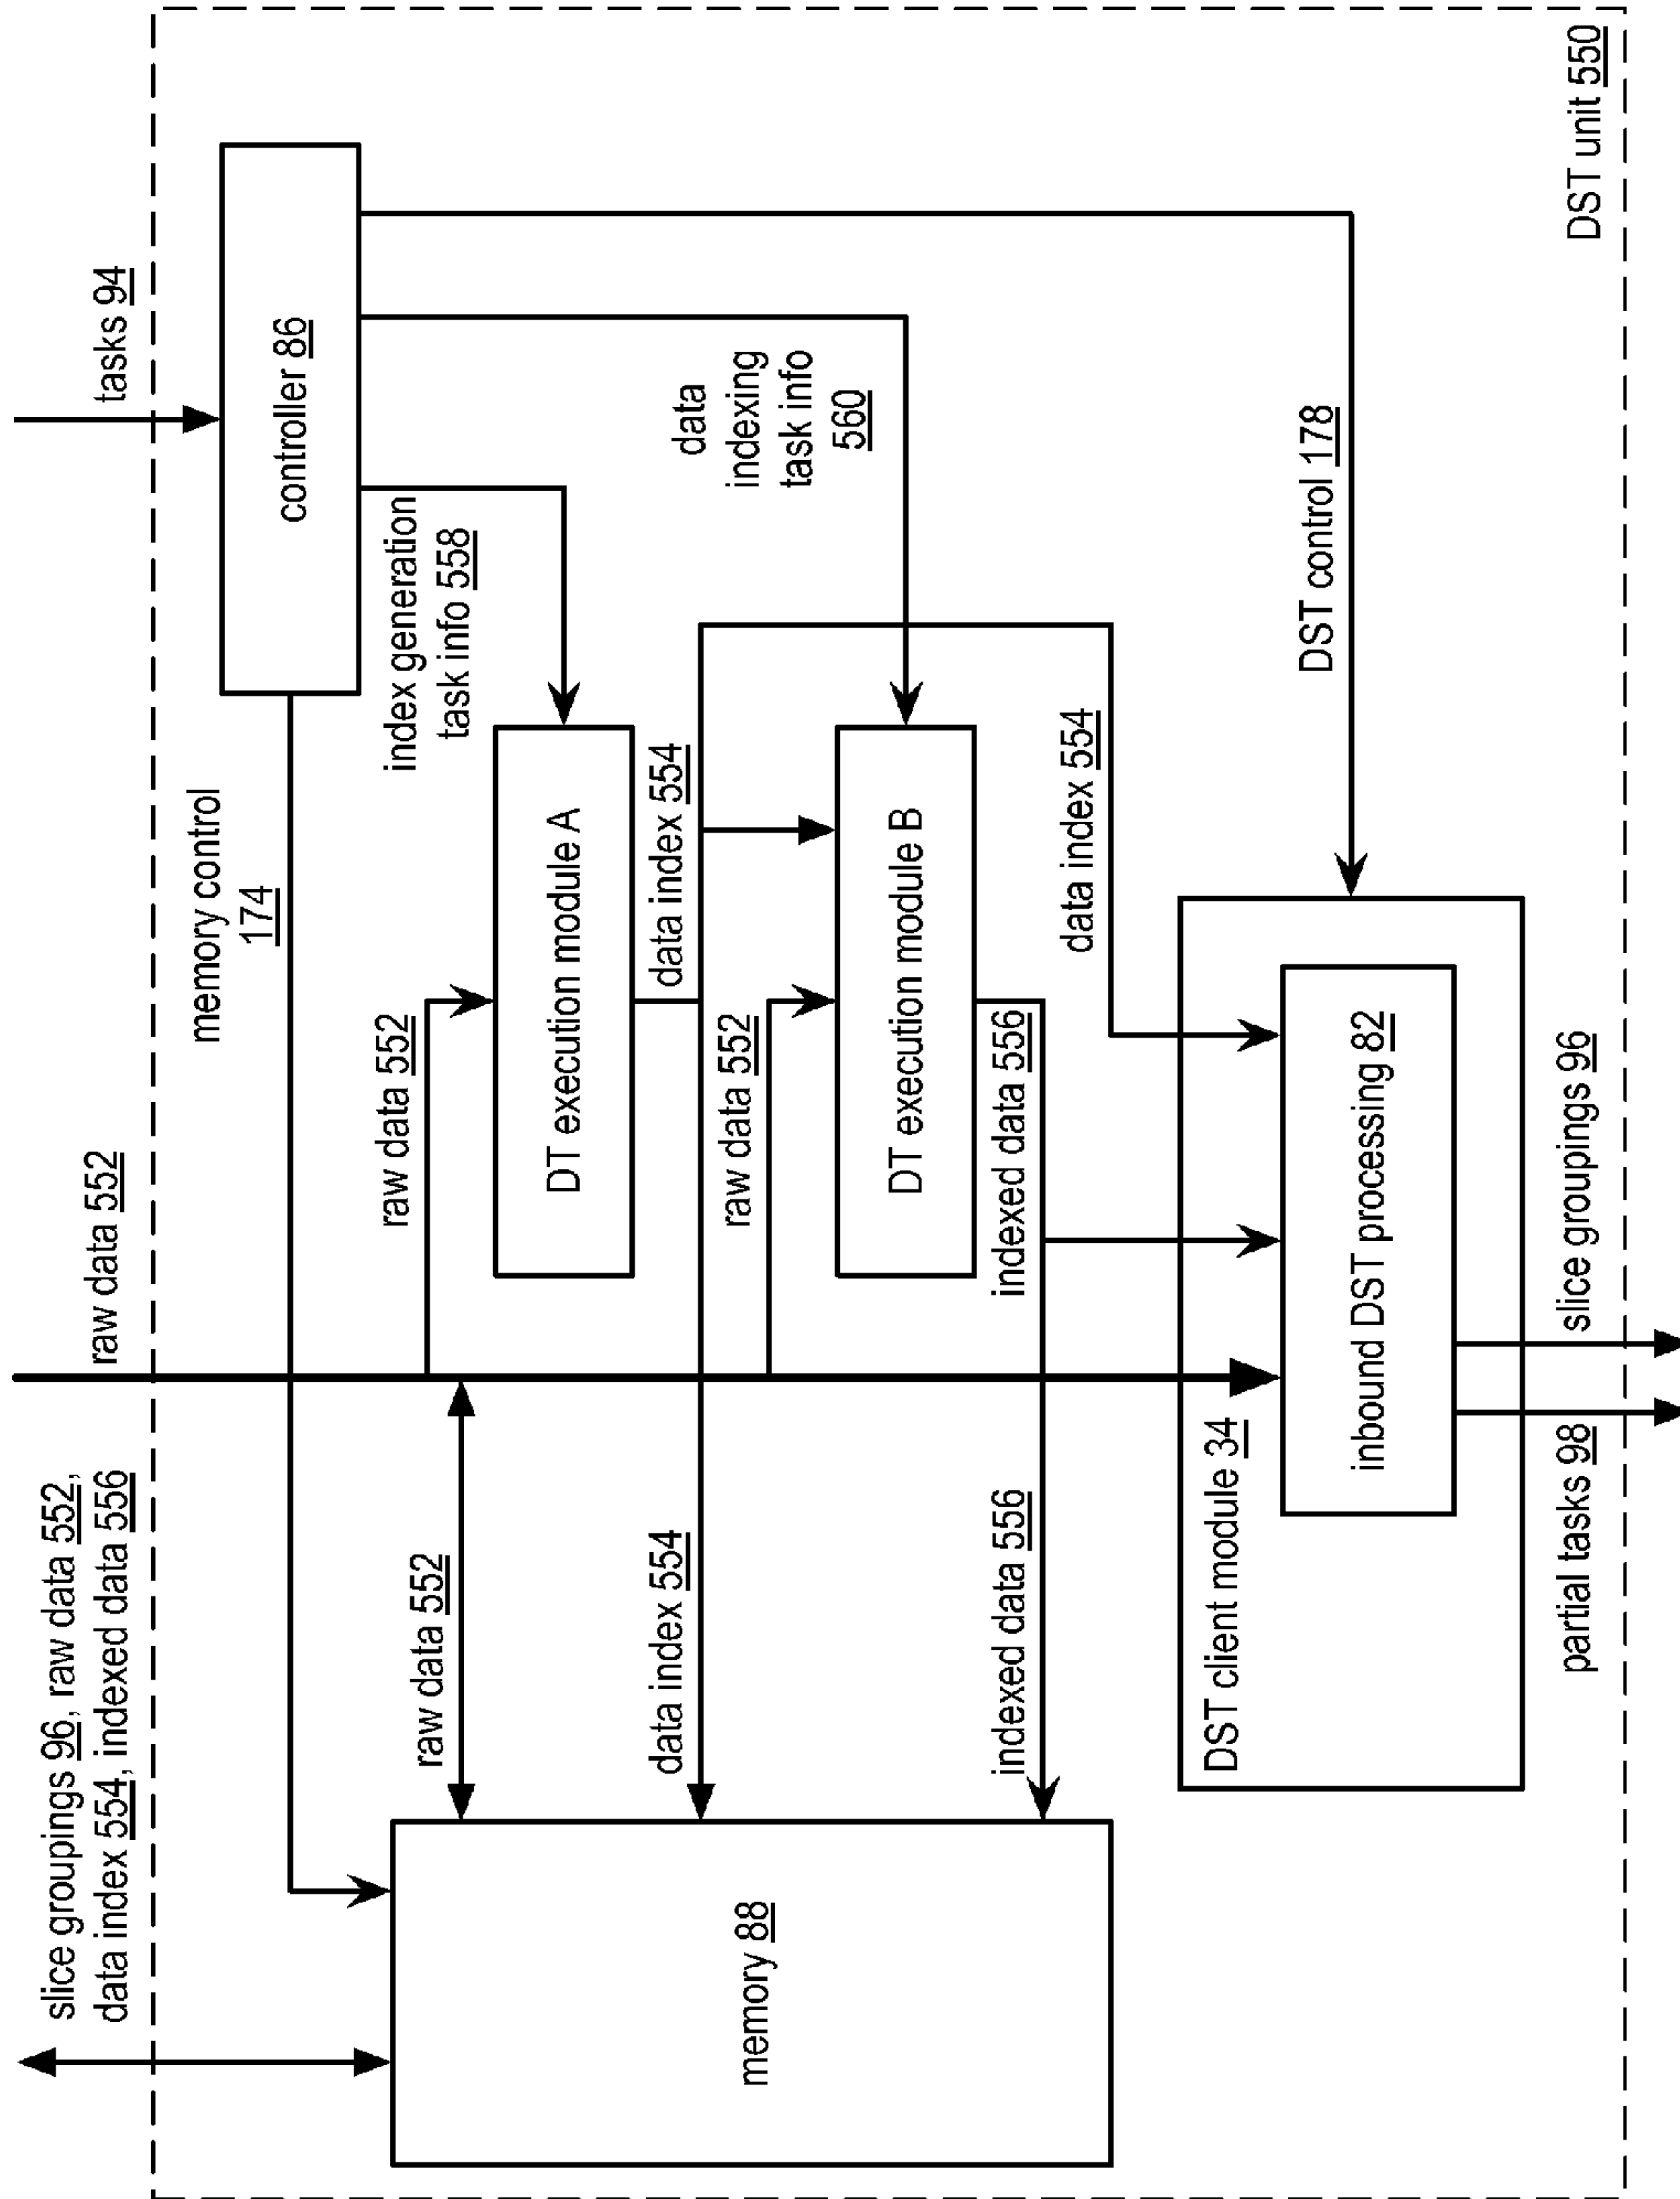 slice groupings 96, raw data 552,
data index 554, indexed data 556
raw data 552
tasks 94
memory control
174
controller 86
index generation
task info 558
data
indexing
task info
560
raw data 552
raw data 552
DT execution module A
data index 554
data index 554
memory 88
raw data 552
DT execution module B
indexed data 556
indexed data 556
data index 554
DST control 178
DST client module 34
inbound DST processing 82
partial tasks 98
slice groupings 96
DST unit 550